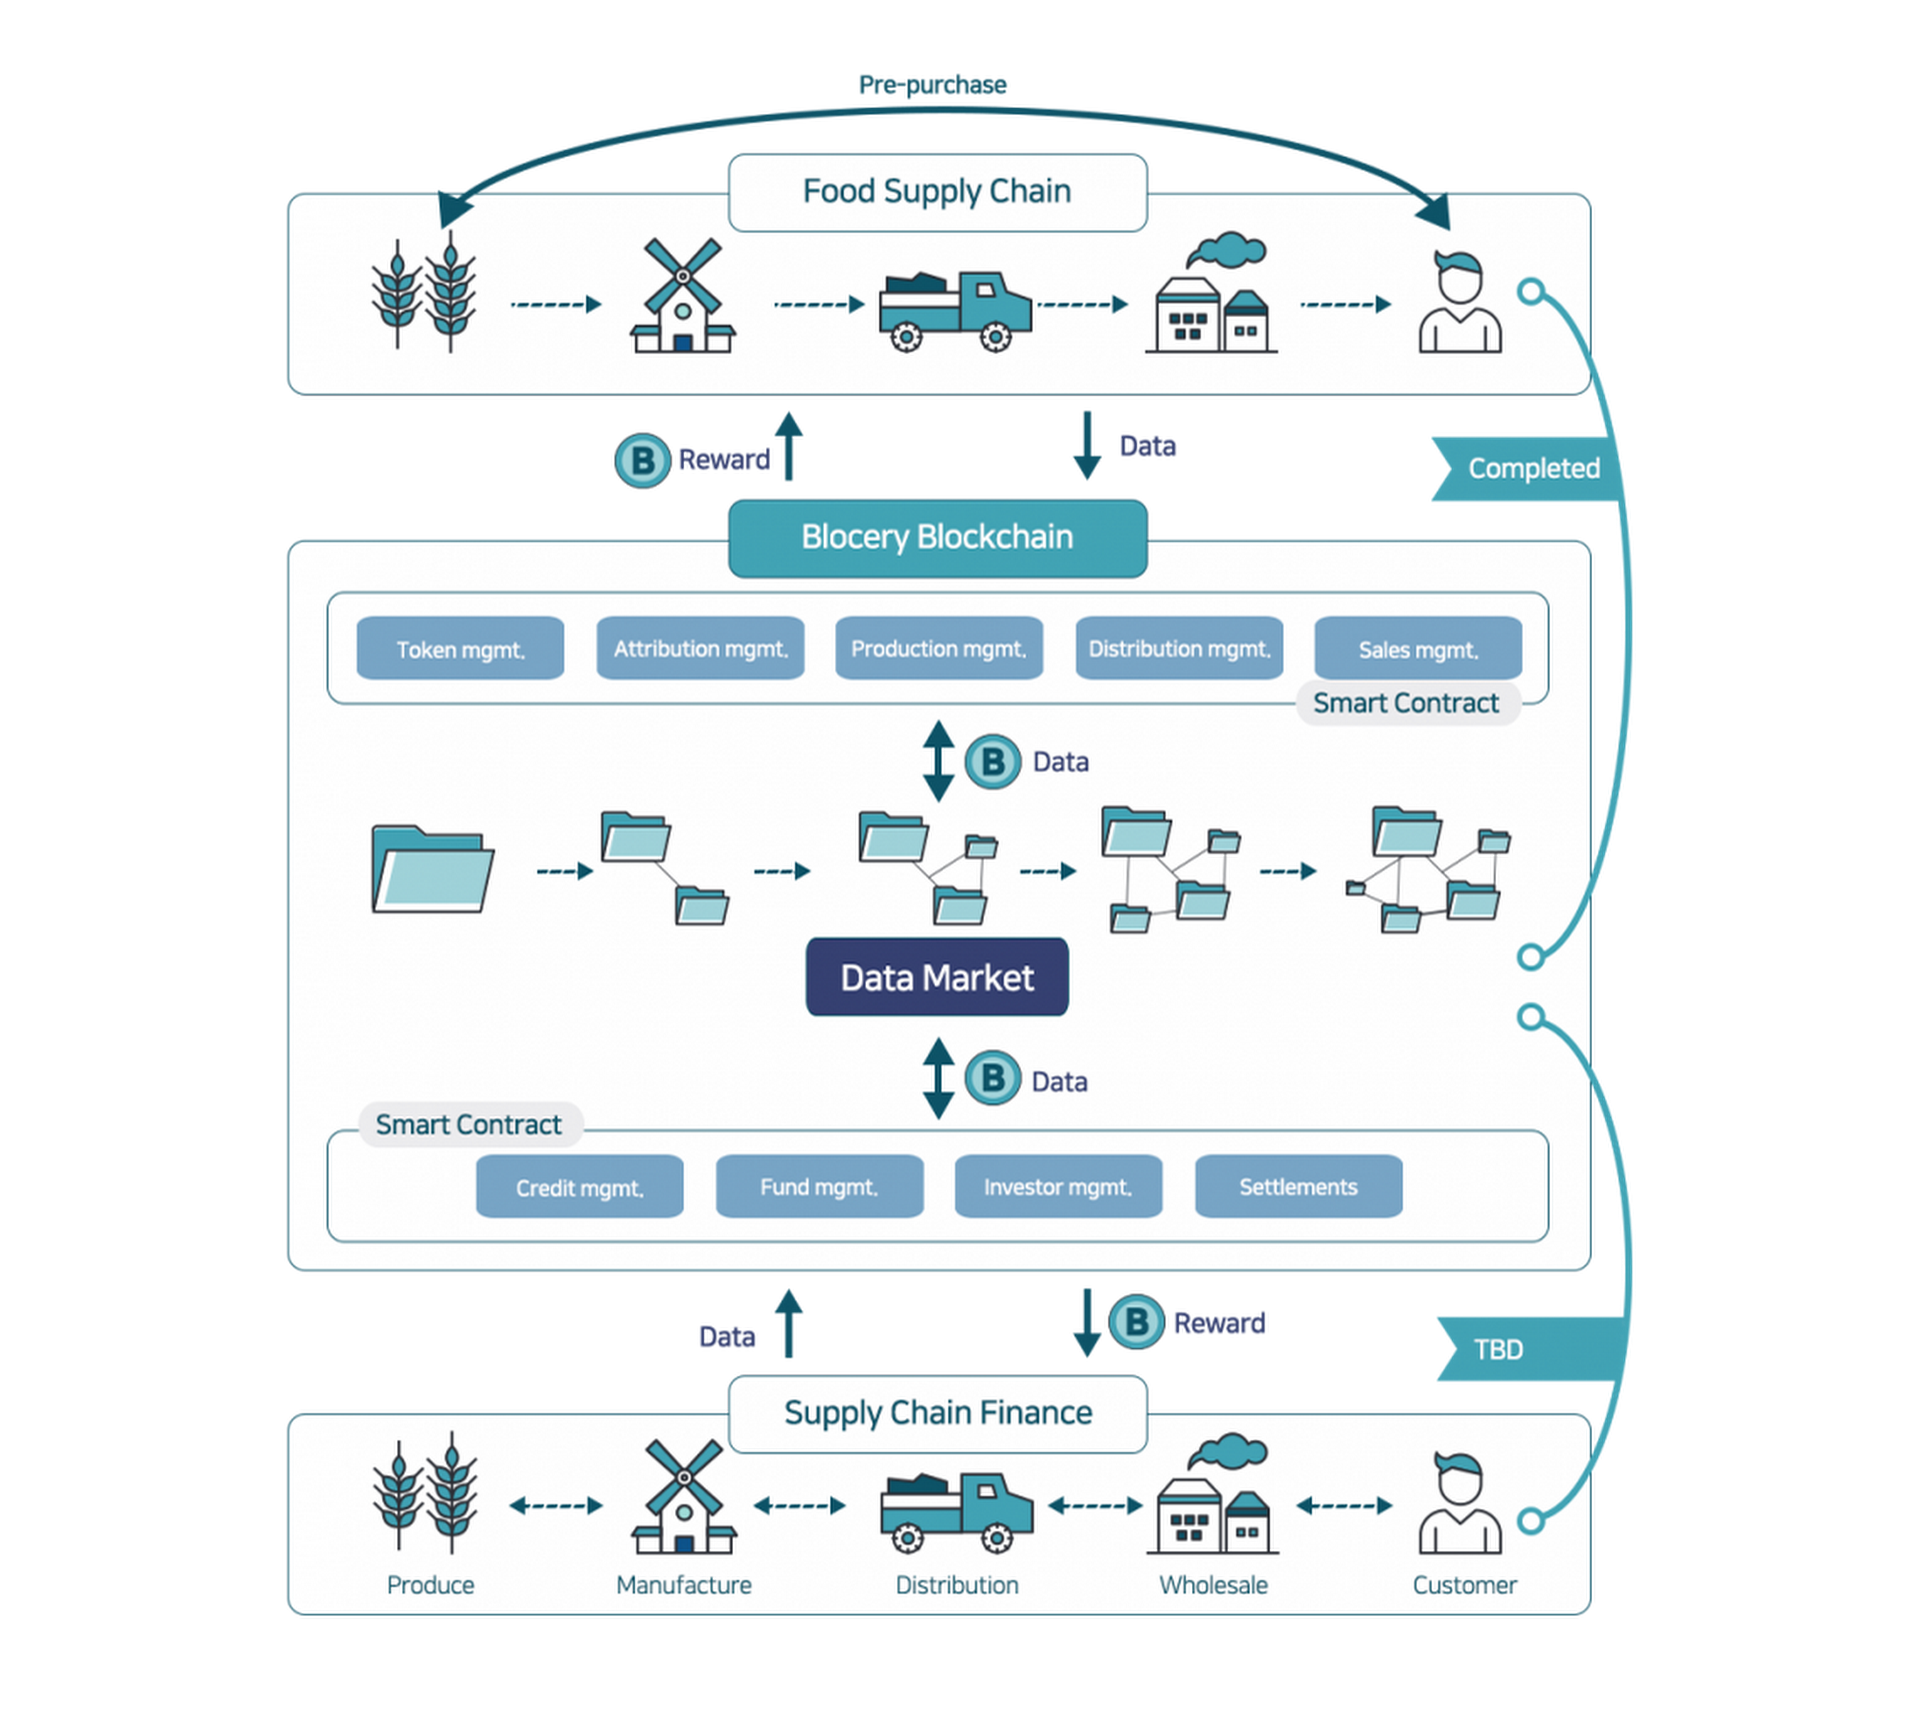 Pre-purchase
Food Supply Chain
B Reward
Data
Completed
Blocery Blockchain
Token mgmt.
Attribution mgmt.
Production mgmt.
Distribution mgmt.
Sales mgmt.
Smart Contract
B Data
Data Market
B Data
Smart Contract
Credit mgmt.
Fund mgmt.
Investor mgmt.
Settlements
Data
B Reward
TBD
Supply Chain Finance
Produce
Manufacture
Distribution
Wholesale
Customer